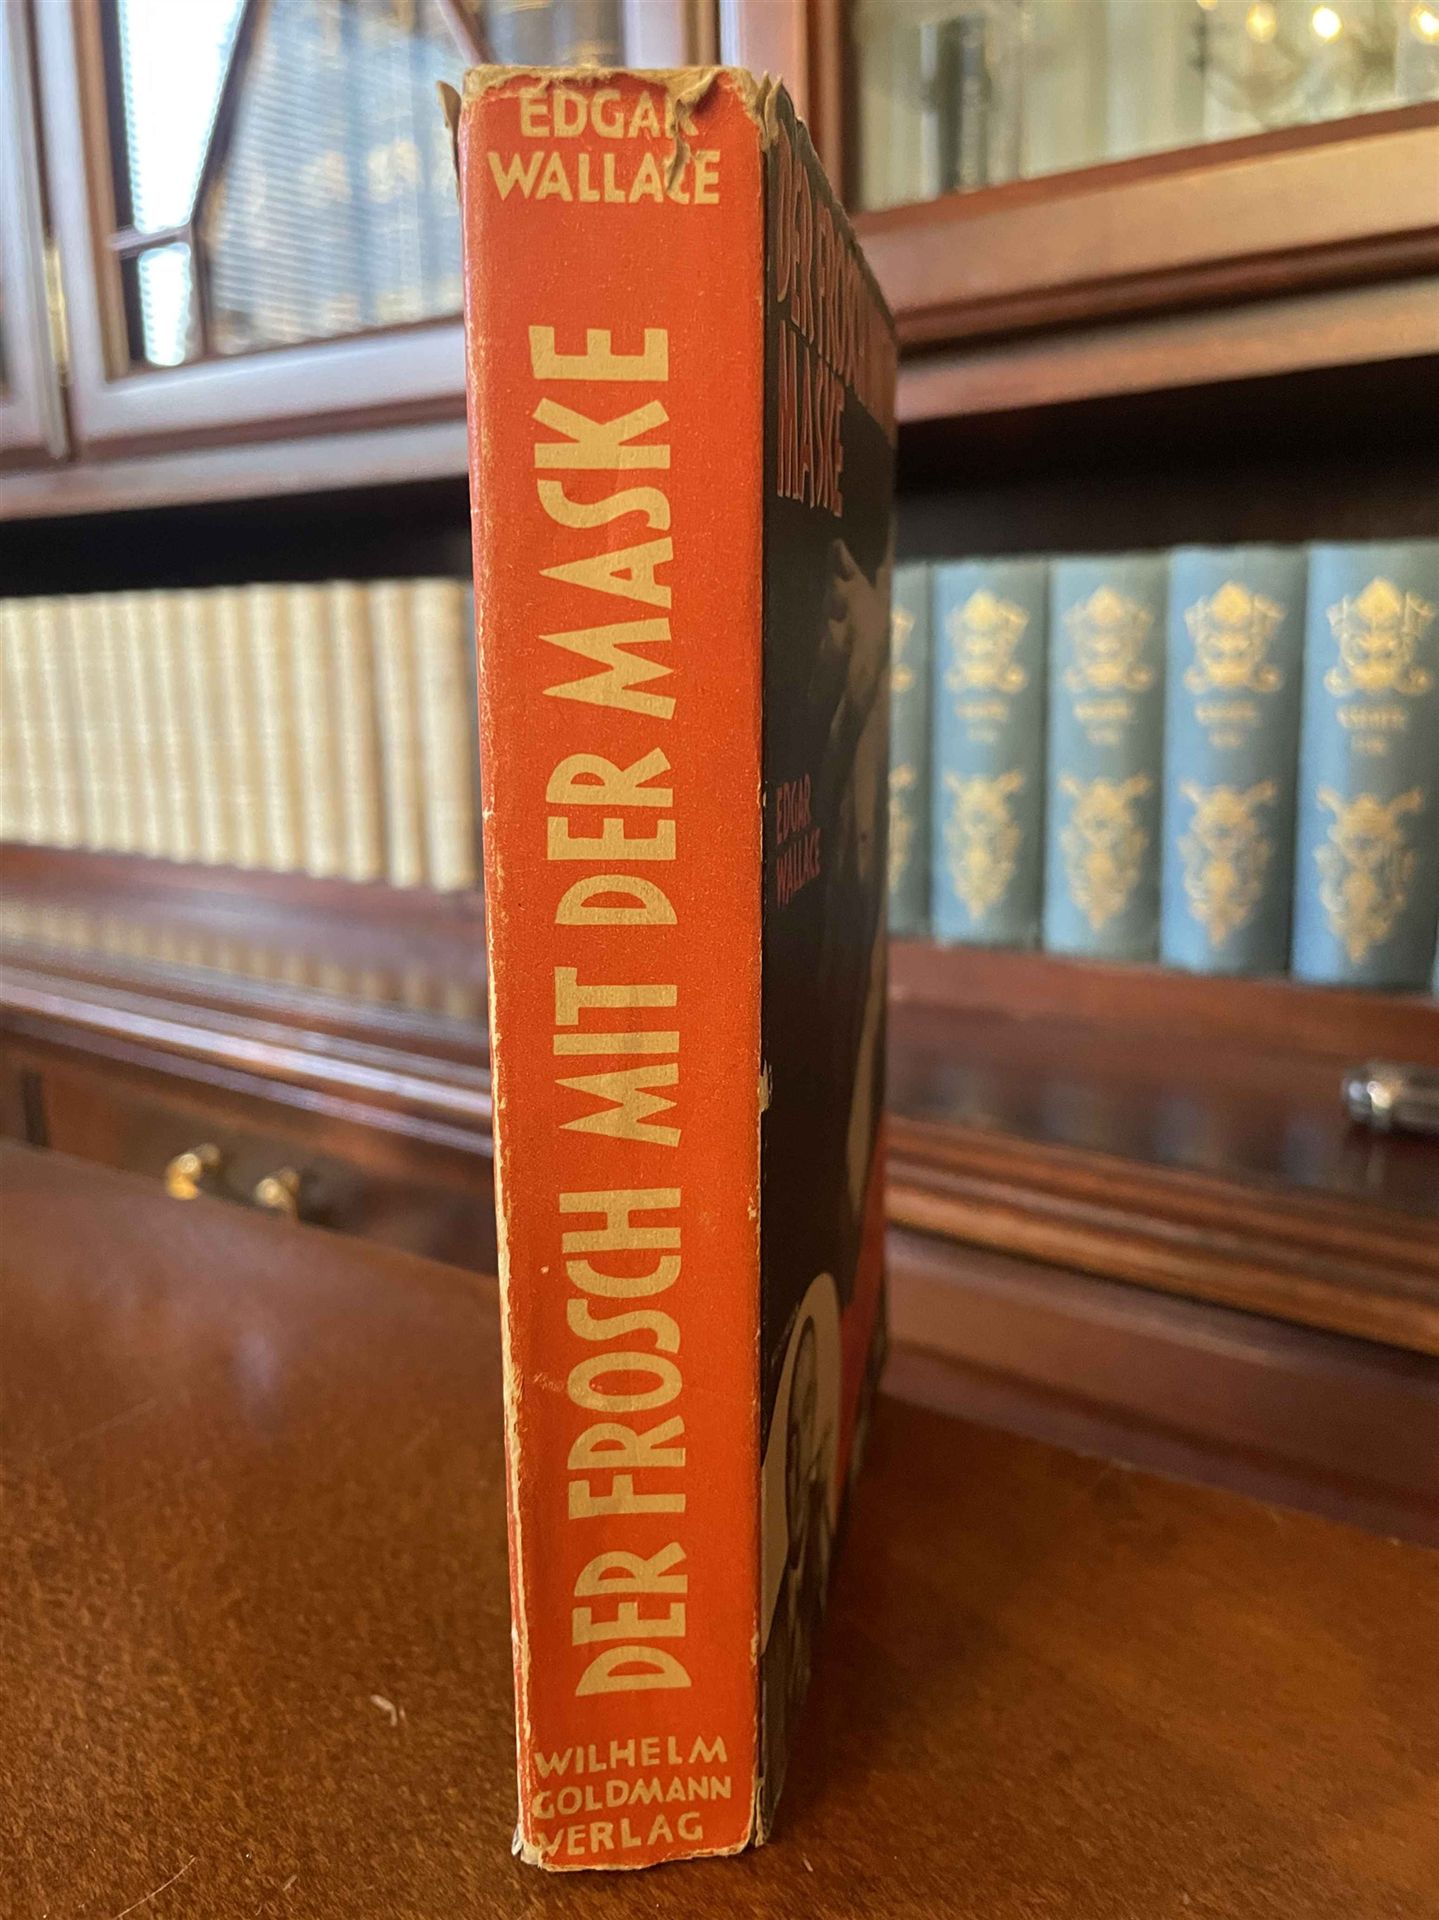 EDGAR
WALLACE
DER FROSCH MIT DER MASKE
WILHELM
GOLDMANN
VERLAG
MASKE
EDGAR
WALLACE